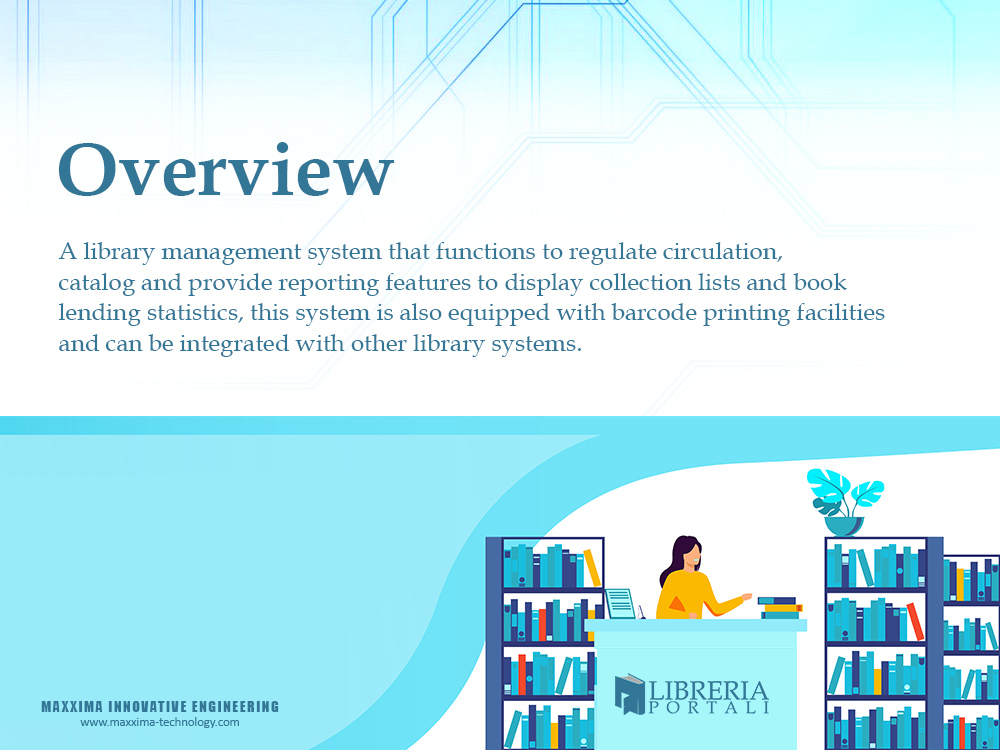 Overview
A library management system that functions to regulate circulation,
catalog and provide reporting features to display collection lists and book
lending statistics, this system is also equipped with barcode printing facilities
and can be integrated with other library systems.
LIBRERIA
PORTALI
MAXXIMA INNOVATIVE ENGINEERING
www.maxxima-technology.com